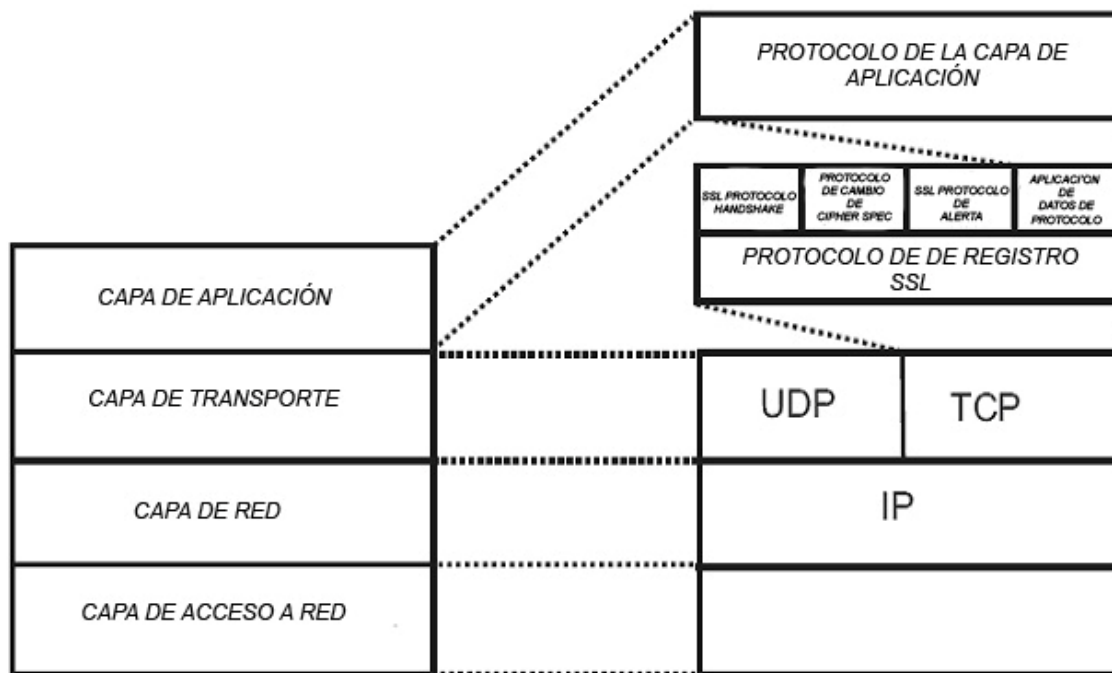 PROTOCOLO DE LA CAPA DE
APLICACIÓN
SSL PROTOCOLO
HANDSHAKE
PROTOCOLO
DE CAMBIO
DE
CIPHER SPEC
SSL PROTOCOLO
DE
ALERTA
APLICACI'ON
DE
DATOS DE
PROTOCOLO
PROTOCOLO DE DE REGISTRO
SSL
CAPA DE APLICACIÓN
CAPA DE TRANSPORTE
UDP
TCP
CAPA DE RED
IP
CAPA DE ACCESO A RED